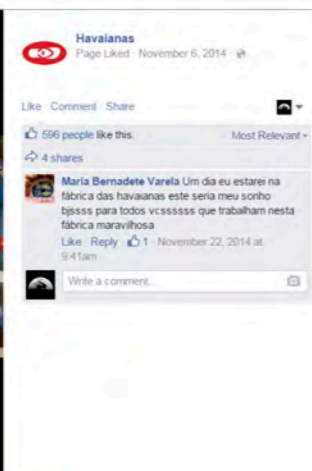 Havaianas
Page Liked · November 6, 2014 ·
Like Comment Share
596 people like this.
Most Relevant
4 shares
Maria Bernadete Varela Um dia eu estarei na
fábrica das havaianas este seria meu sonho
bjssss para todos vcssssss que trabalham nesta
fábrica maravilhosa
Like · Reply · 1 · November 22, 2014 at
9:41am
Write a comment...